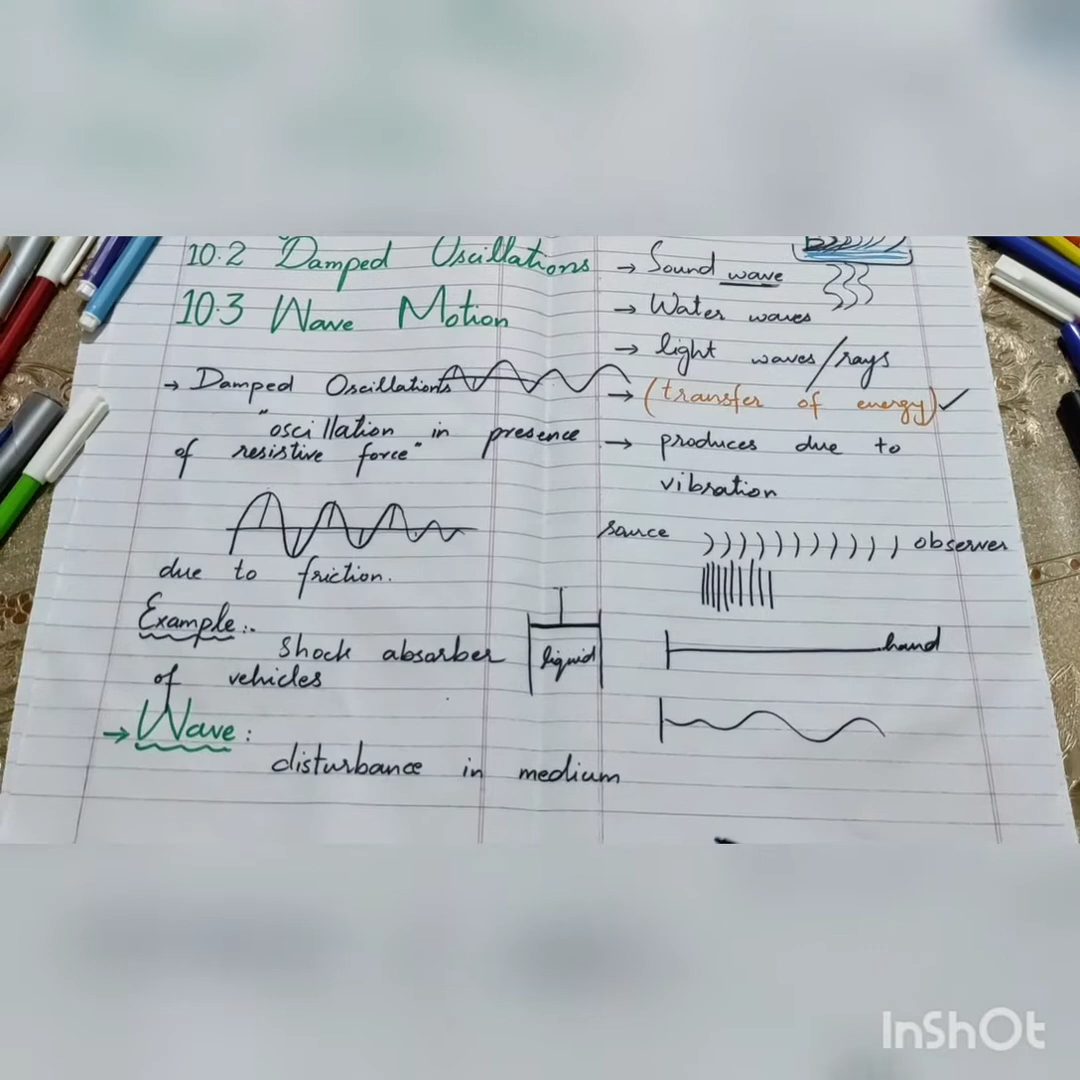 10.2 Damped Oscillations
10.3 Wave Motion
→ Damped Oscillations
"oscillation in presence
of resistive force"
due to friction.
Example:-
Shock absorber
of vehicles
liquid
→ Wave:
disturbance in medium
→ Sound wave
→ Water waves
→ light waves/rays
→ (transfer of energy) ✓
→ produces due to
vibration
source
observer
hand
InShOt